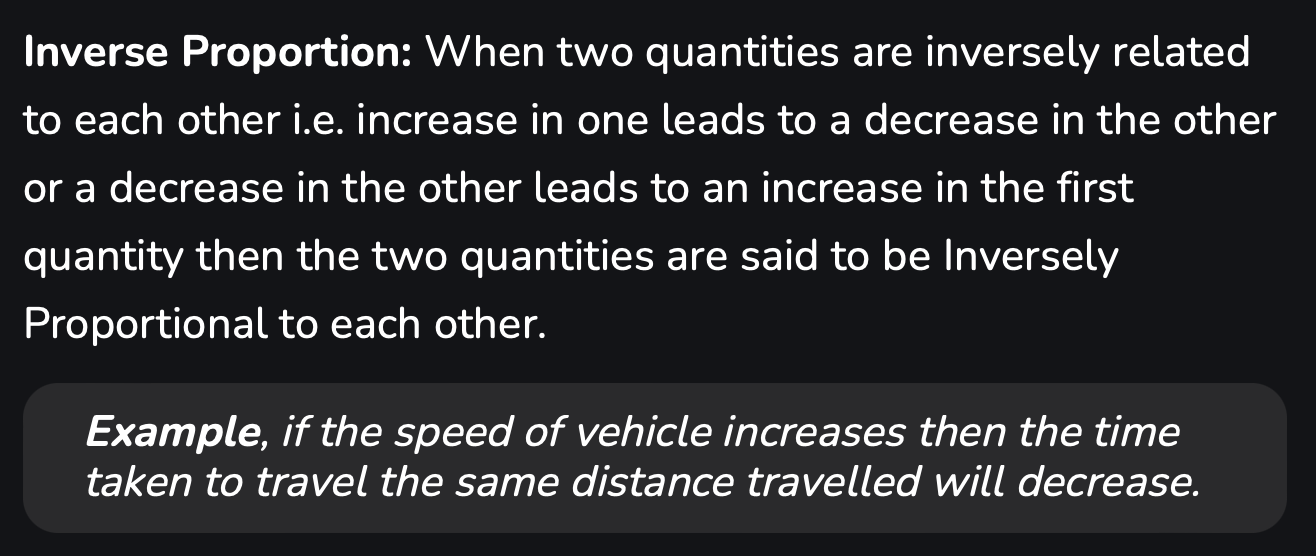 Inverse Proportion: When two quantities are inversely related
to each other i.e. increase in one leads to a decrease in the other
or a decrease in the other leads to an increase in the first
quantity then the two quantities are said to be Inversely
Proportional to each other.
Example, if the speed of vehicle increases then the time
taken to travel the same distance travelled will decrease.